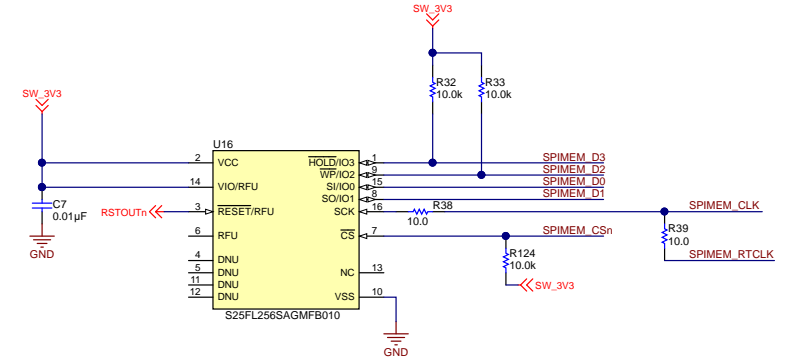 SW_3V3
R32
10.0k
R33
10.0k
SW_3V3
U16
2 VCC HOLD/IO3 1 SPIMEM_D3
WP/IO2 9 SPIMEM_D2
14 VIO/RFU SI/IO0 15 SPIMEM_D0
SO/IO1 8 SPIMEM_D1
C7
0.01µF
RSTOUTn 3 RESET/RFU SCK 16 R38 SPIMEM_CLK
10.0
6 RFU CS 7 SPIMEM_CSn
R39
10.0
GND
R124
10.0k
SPIMEM_RTCLK
4 DNU
5 DNU NC 13
11 DNU
SW_3V3
12 DNU VSS 10
S25FL256SAGMFB010
GND